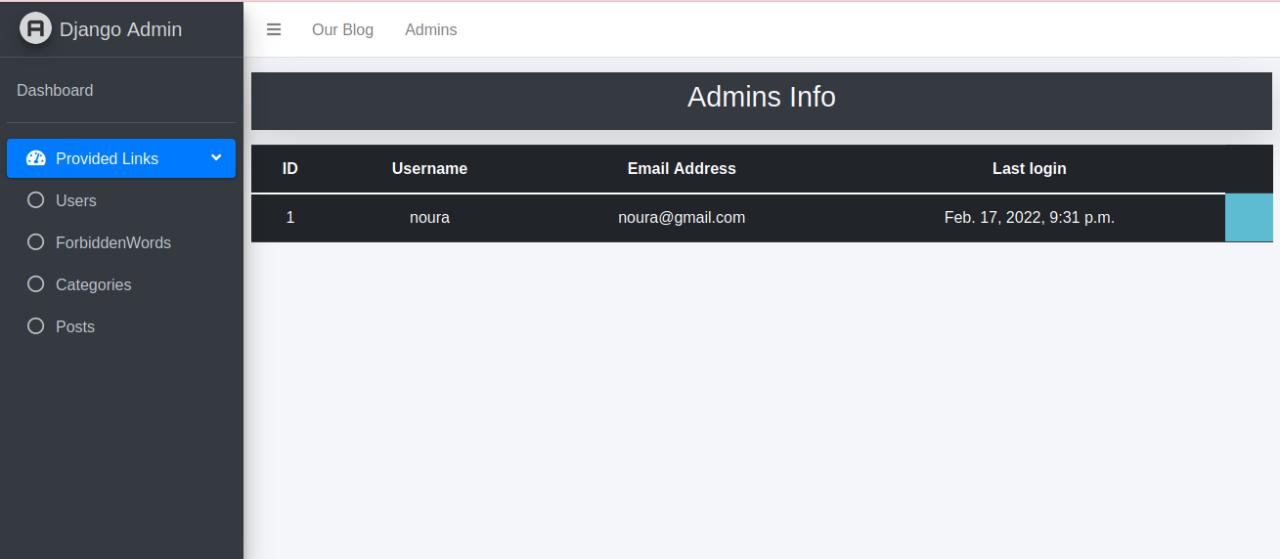 Django Admin
Our Blog
Admins
Dashboard
Provided Links
Users
ForbiddenWords
Categories
Posts
Admins Info
ID Username Email Address Last login
1 noura noura@gmail.com Feb. 17, 2022, 9:31 p.m.